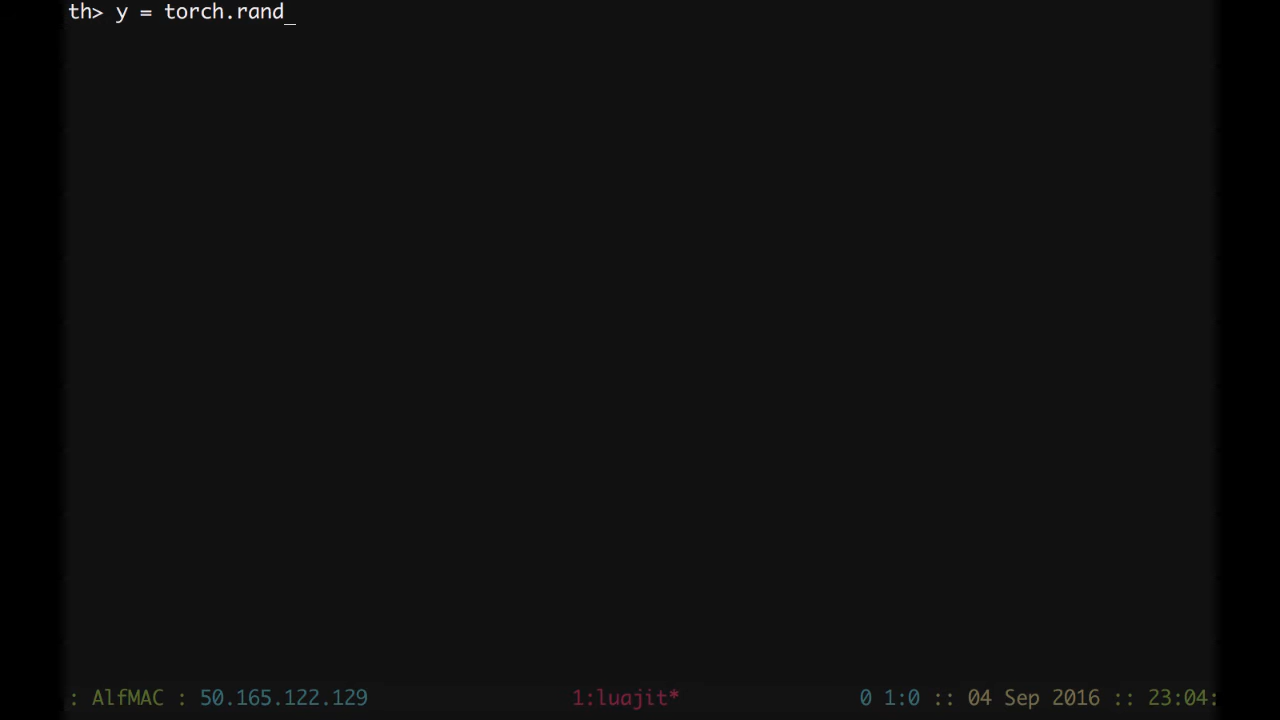 th> y = torch.rand_
: AlfMAC : 50.165.122.129 1:luajit* 0 1:0 :: 04 Sep 2016 :: 23:04: